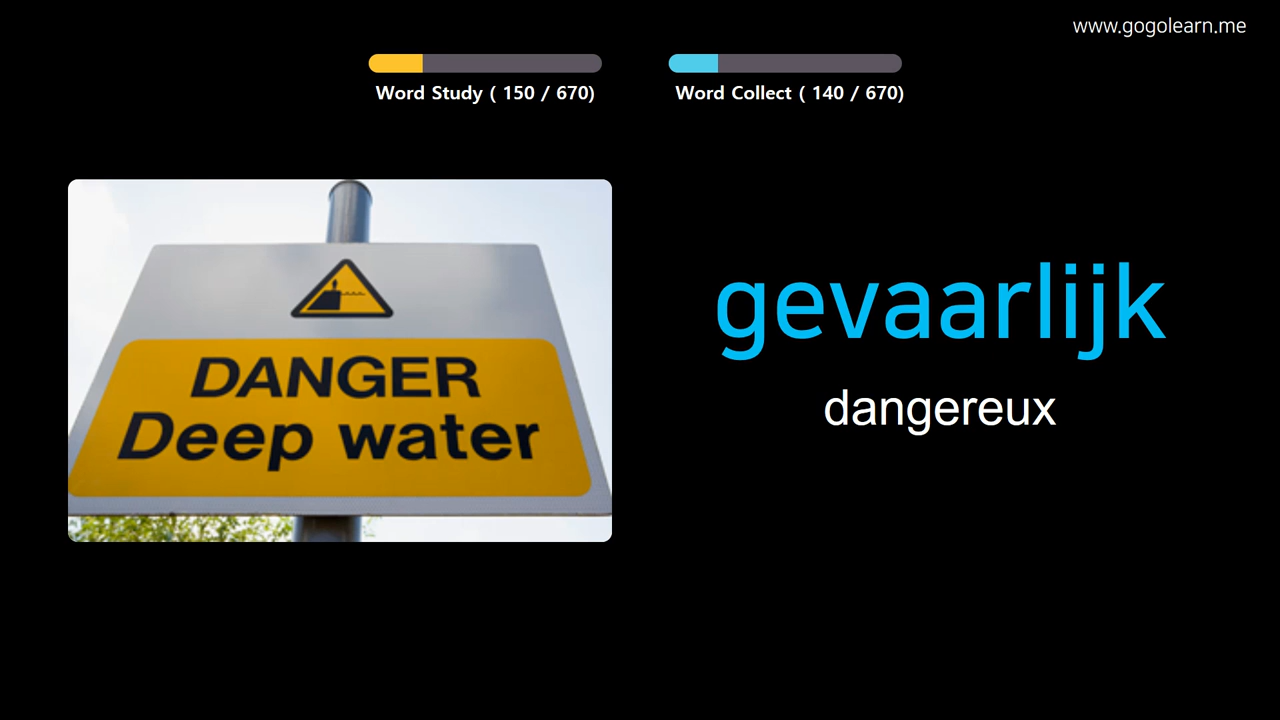 www.gogolearn.me
Word Study ( 150 / 670)
Word Collect ( 140 / 670)
DANGER
Deep water
gevaarlijk
dangereux